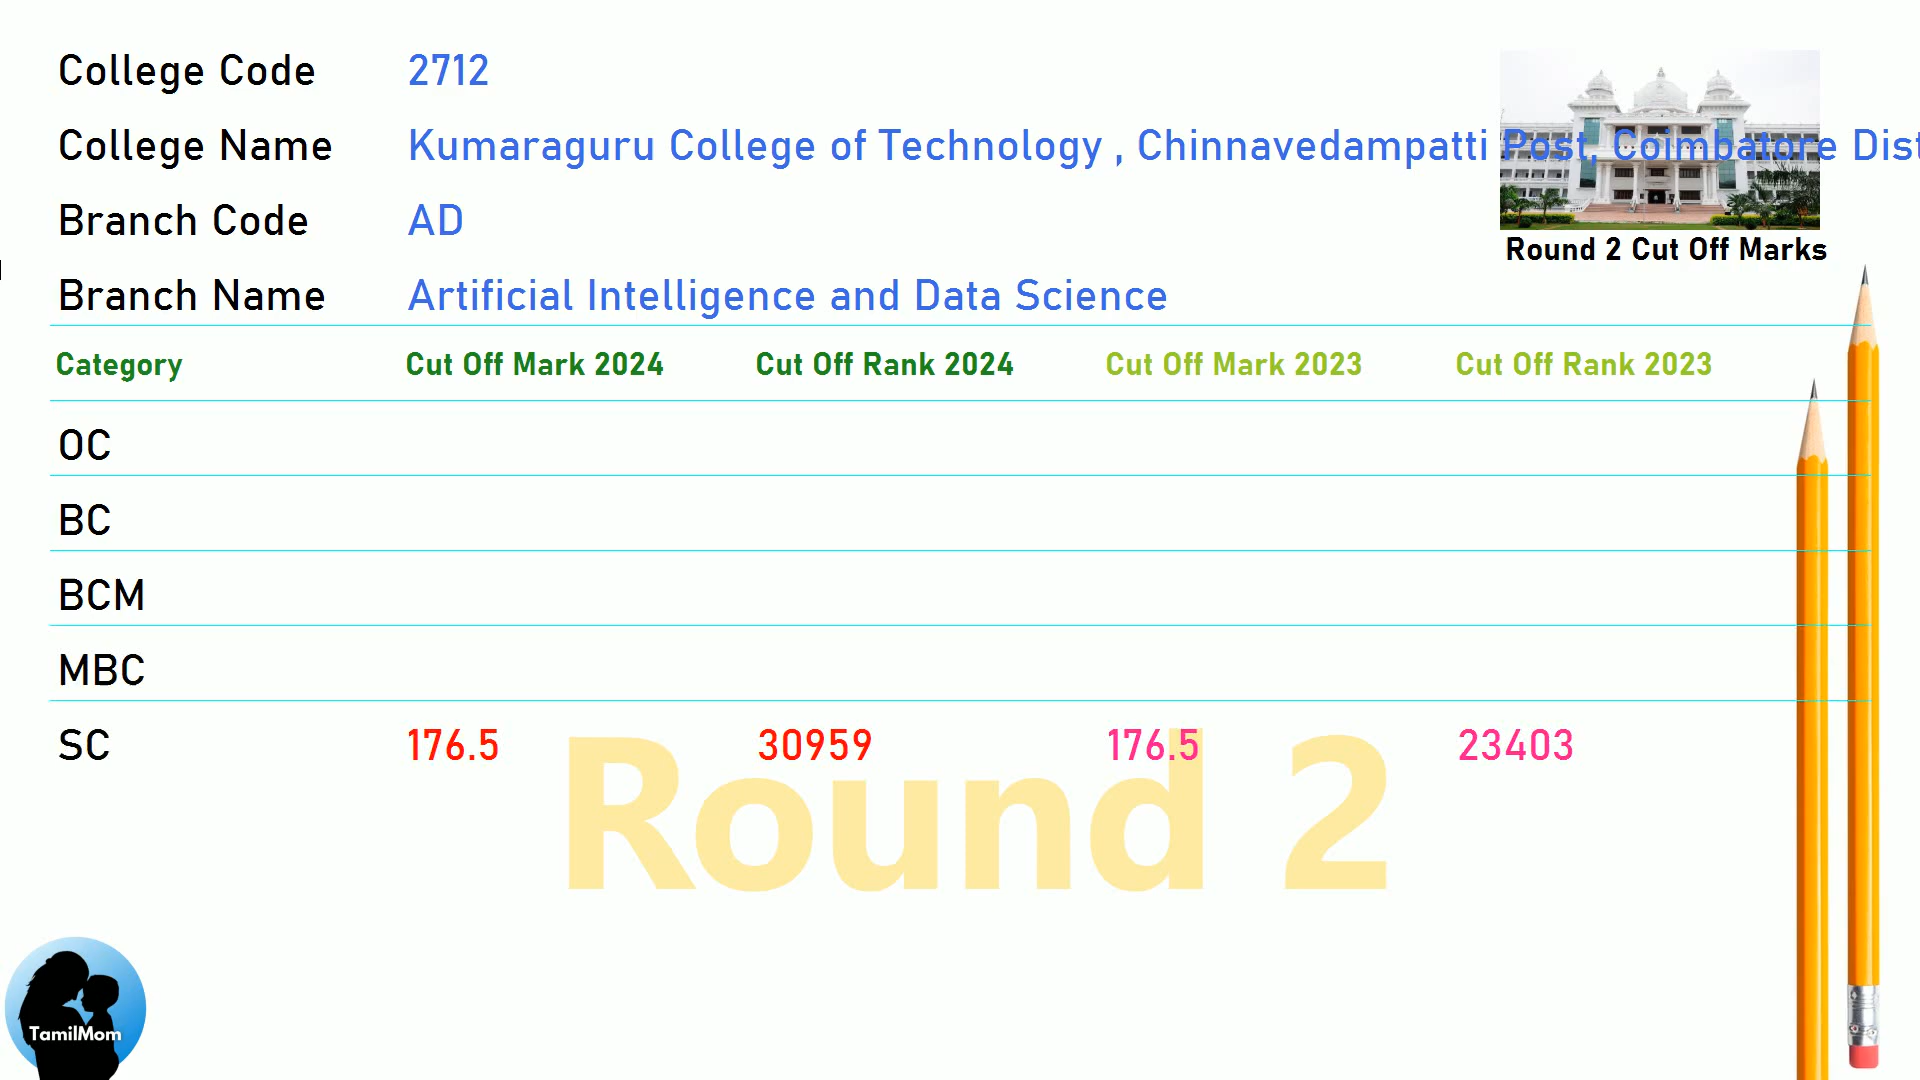 College Code 2712
College Name Kumaraguru College of Technology , Chinnavedampatti Post, Coimbatore Dist
Branch Code AD
Branch Name Artificial Intelligence and Data Science
Round 2 Cut Off Marks
Category Cut Off Mark 2024 Cut Off Rank 2024 Cut Off Mark 2023 Cut Off Rank 2023
OC
BC
BCM
MBC
SC 176.5 30959 176.5 23403
Round 2
TamilMom